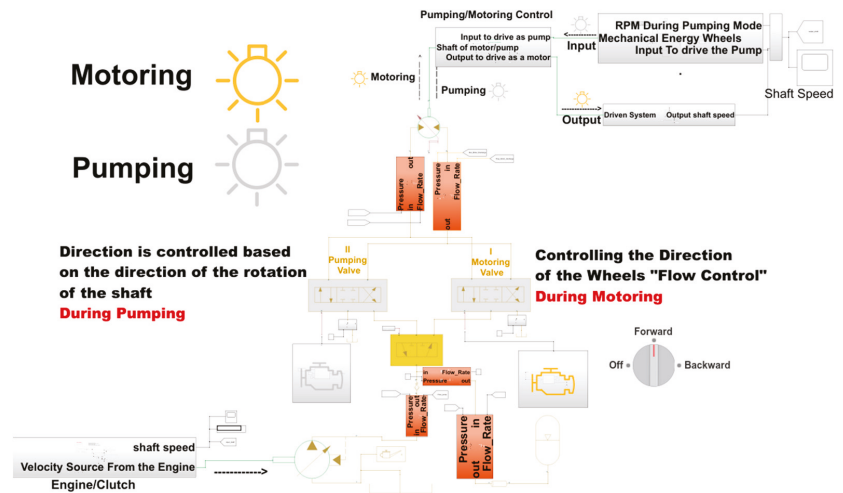 Pumping/Motoring Control
Input to drive as pump
Shaft of motor/pump
Output to drive as a motor
RPM During Pumping Mode
Mechanical Energy Wheels
Input To drive the Pump
Input
Shaft Speed
Motoring
Motoring
Pumping
Output
Driven System
Output shaft speed
Pumping
Pressure
out
in
Flow_Rate
Pressure
in
Flow_Rate
out
Direction is controlled based
on the direction of the rotation
of the shaft
During Pumping
II
Pumping
Valve
I
Motoring
Valve
Controlling the Direction
of the Wheels "Flow Control"
During Motoring
Forward
Off
Backward
in
Flow_Rate
Pressure
out
Pressure
out
in
Flow_Rate
Pressure
in
out
Flow_Rate
shaft speed
Velocity Source From the Engine
Engine/Clutch